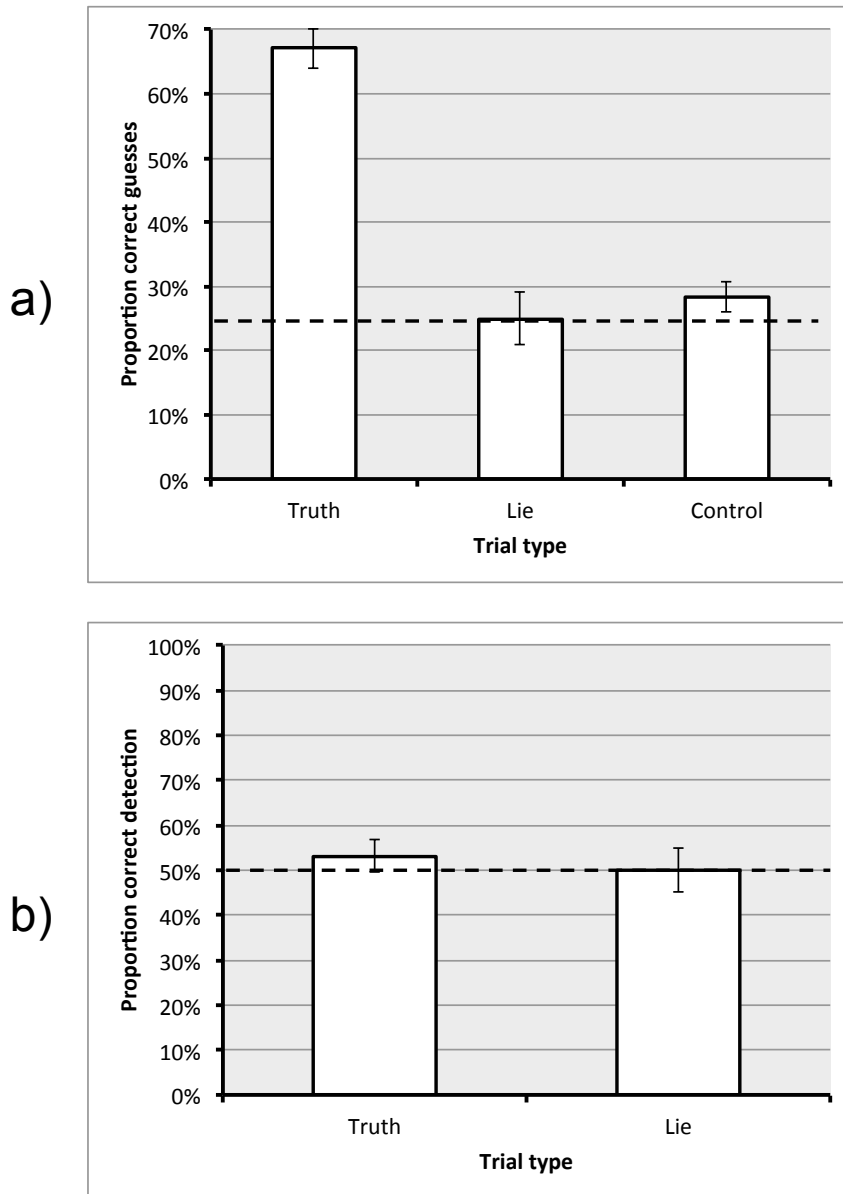 a)
Proportion correct guesses
70%
60%
50%
40%
30%
20%
10%
0%
Truth Lie Control
Trial type
b)
Proportion correct detection
100%
90%
80%
70%
60%
50%
40%
30%
20%
10%
0%
Truth Lie
Trial type